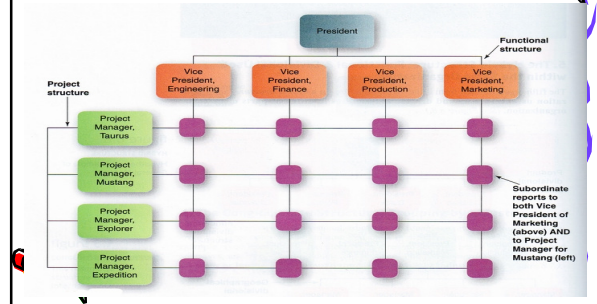 President
Functional
structure
Vice
President,
Engineering
Vice
President,
Finance
Vice
President,
Production
Vice
President,
Marketing
Project
structure
Project
Manager,
Taurus
Project
Manager,
Mustang
Project
Manager,
Explorer
Project
Manager,
Expedition
Subordinate
reports to
both Vice
President of
Marketing
(above) AND
to Project
Manager for
Mustang (left)